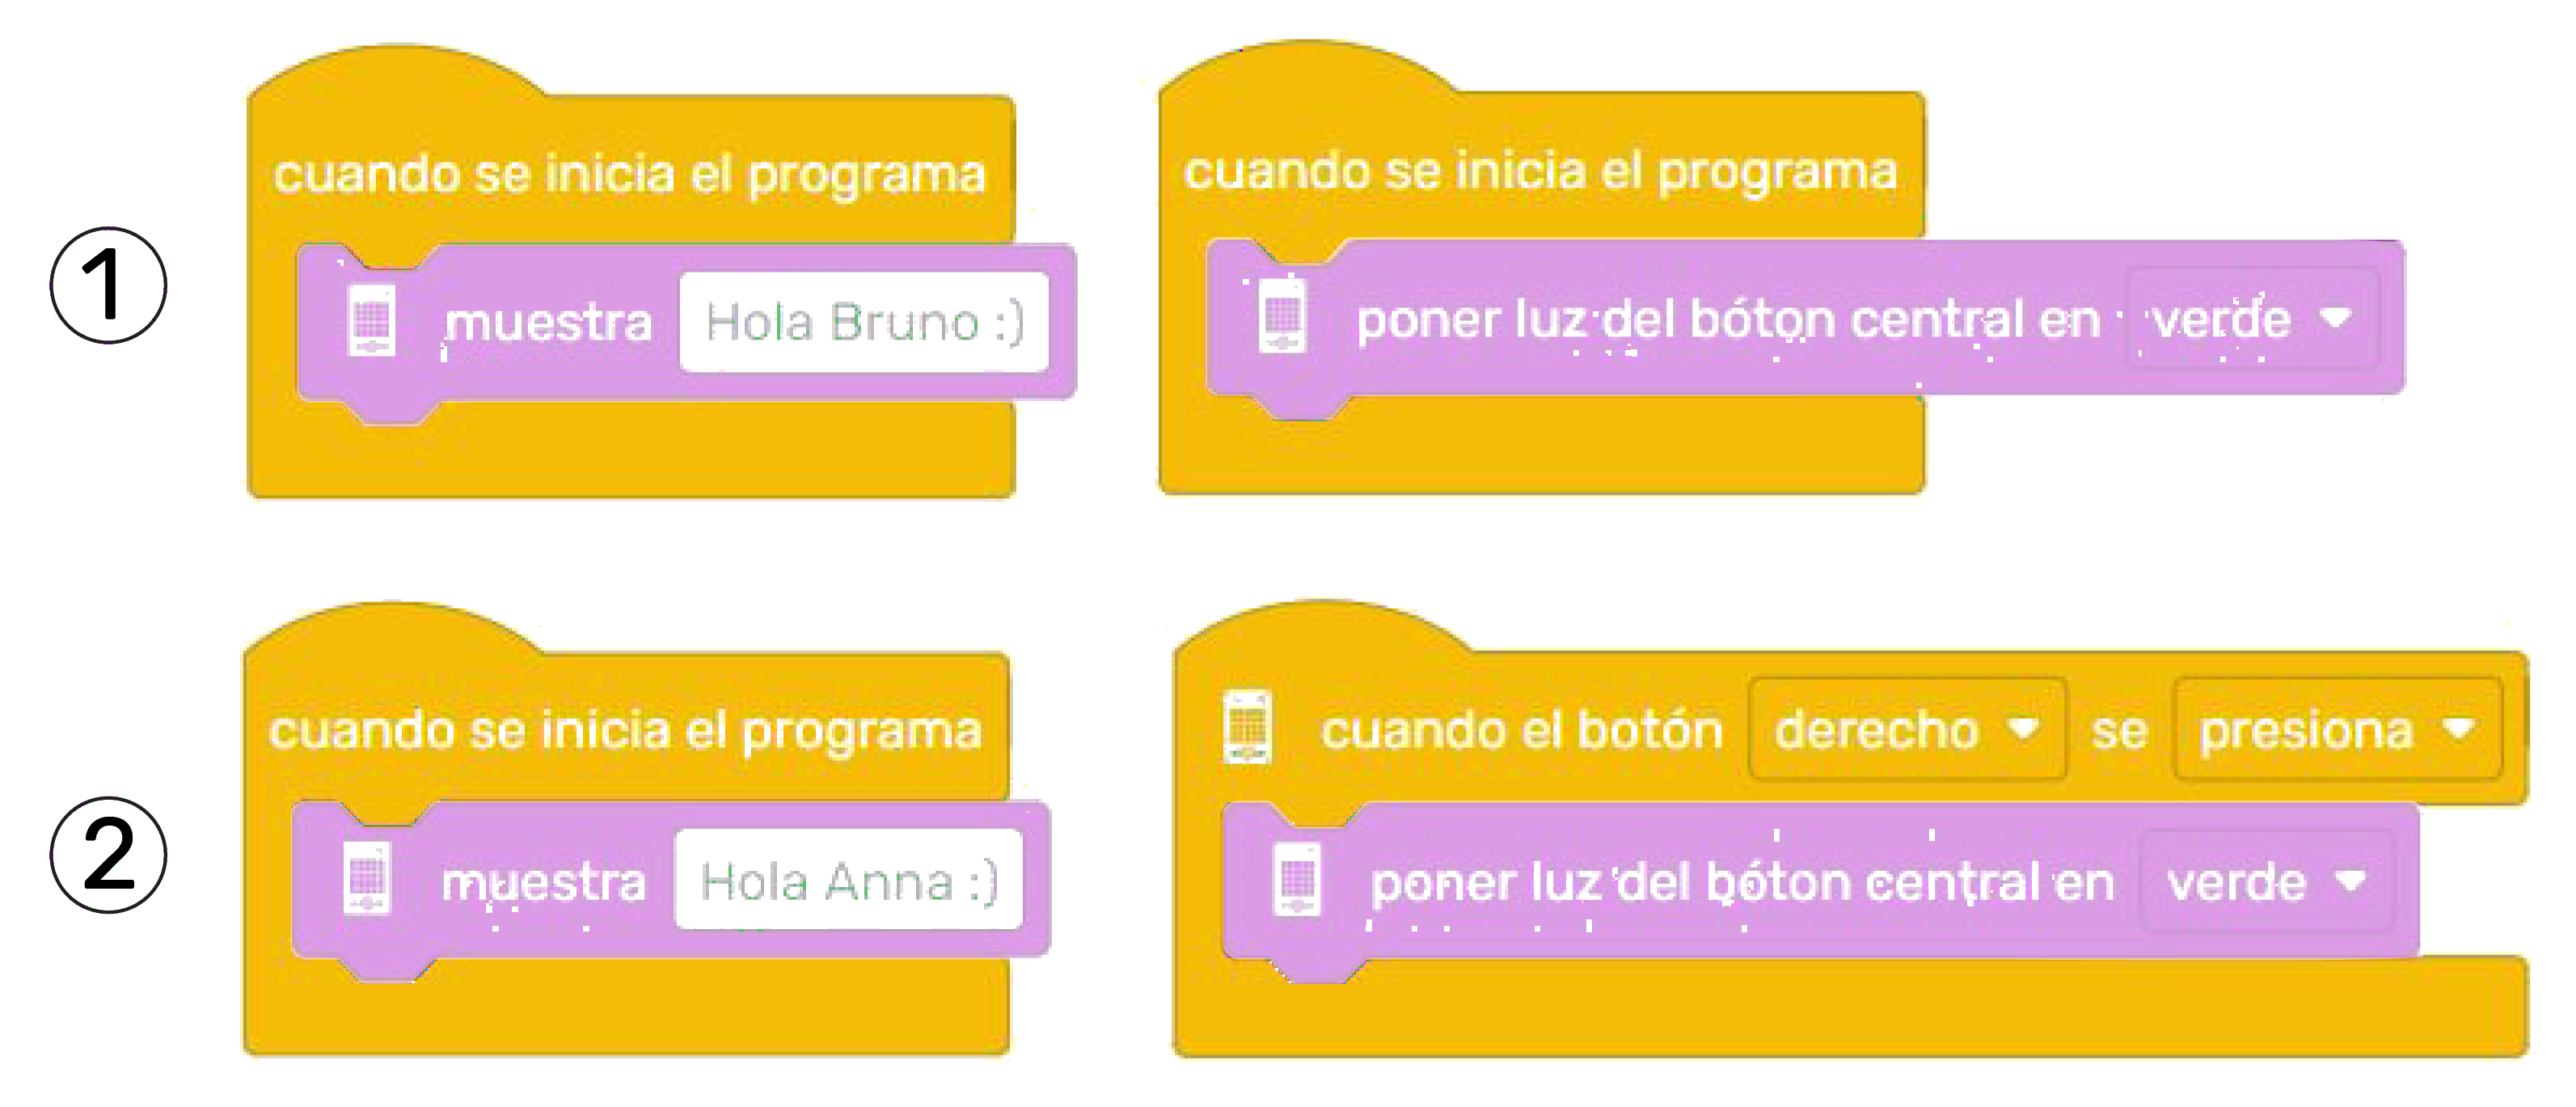 1
cuando se inicia el programa
muestra Hola Bruno :)
cuando se inicia el programa
poner luz del bóton central en verde
2
cuando se inicia el programa
muestra Hola Anna :)
cuando el botón derecho se presiona
poner luz del bóton central en verde